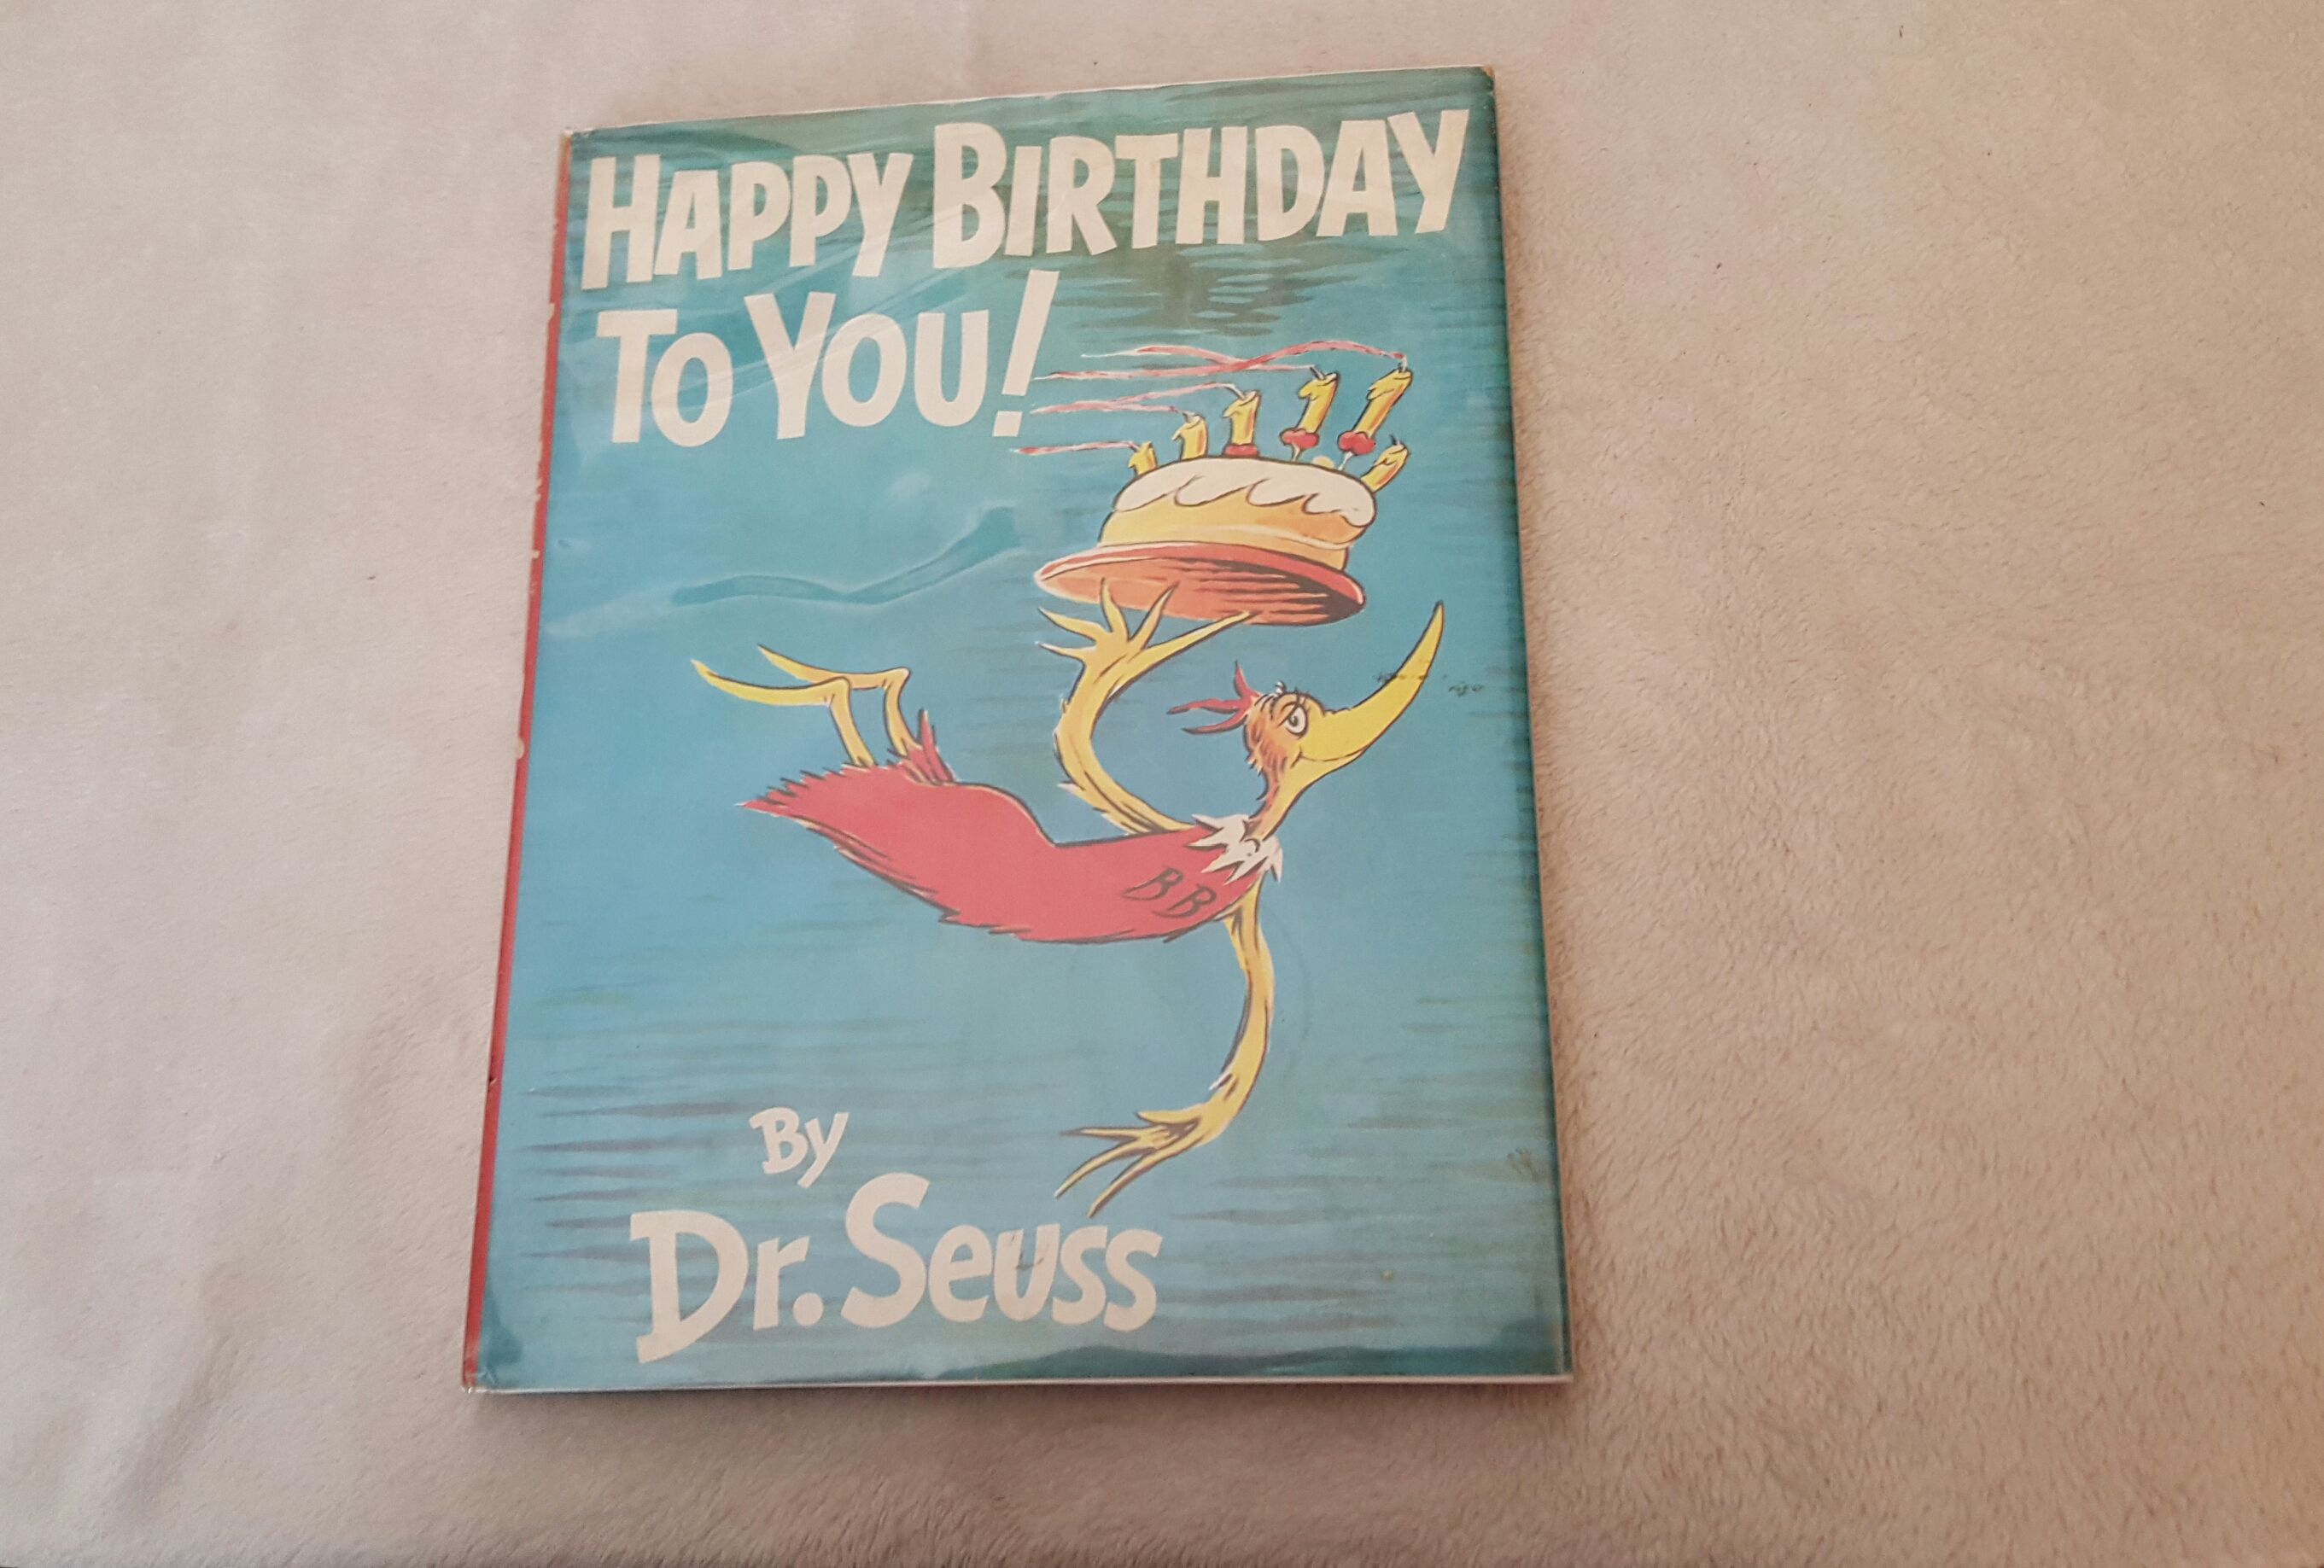 HAPPY BIRTHDAY
TO YOU!
BB
By
Dr. Seuss